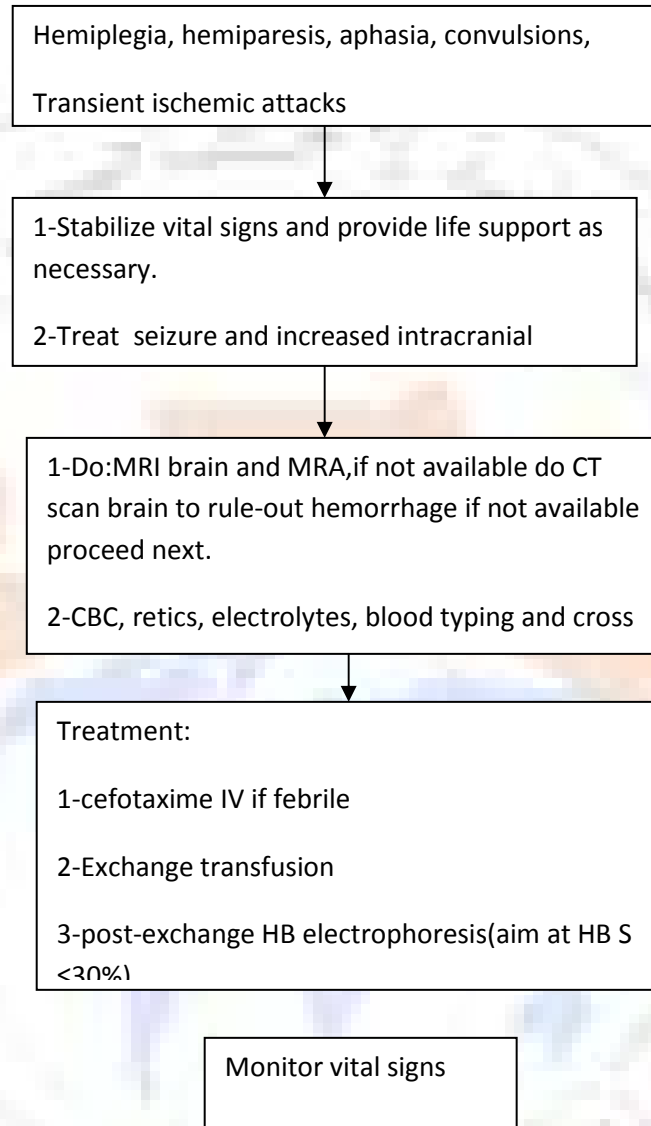 Hemiplegia, hemiparesis, aphasia, convulsions,
Transient ischemic attacks
1-Stabilize vital signs and provide life support as
necessary.
2-Treat seizure and increased intracranial
1-Do:MRI brain and MRA,if not available do CT
scan brain to rule-out hemorrhage if not available
proceed next.
2-CBC, retics, electrolytes, blood typing and cross
Treatment:
1-cefotaxime IV if febrile
2-Exchange transfusion
3-post-exchange HB electrophoresis(aim at HB S
<30%)
Monitor vital signs